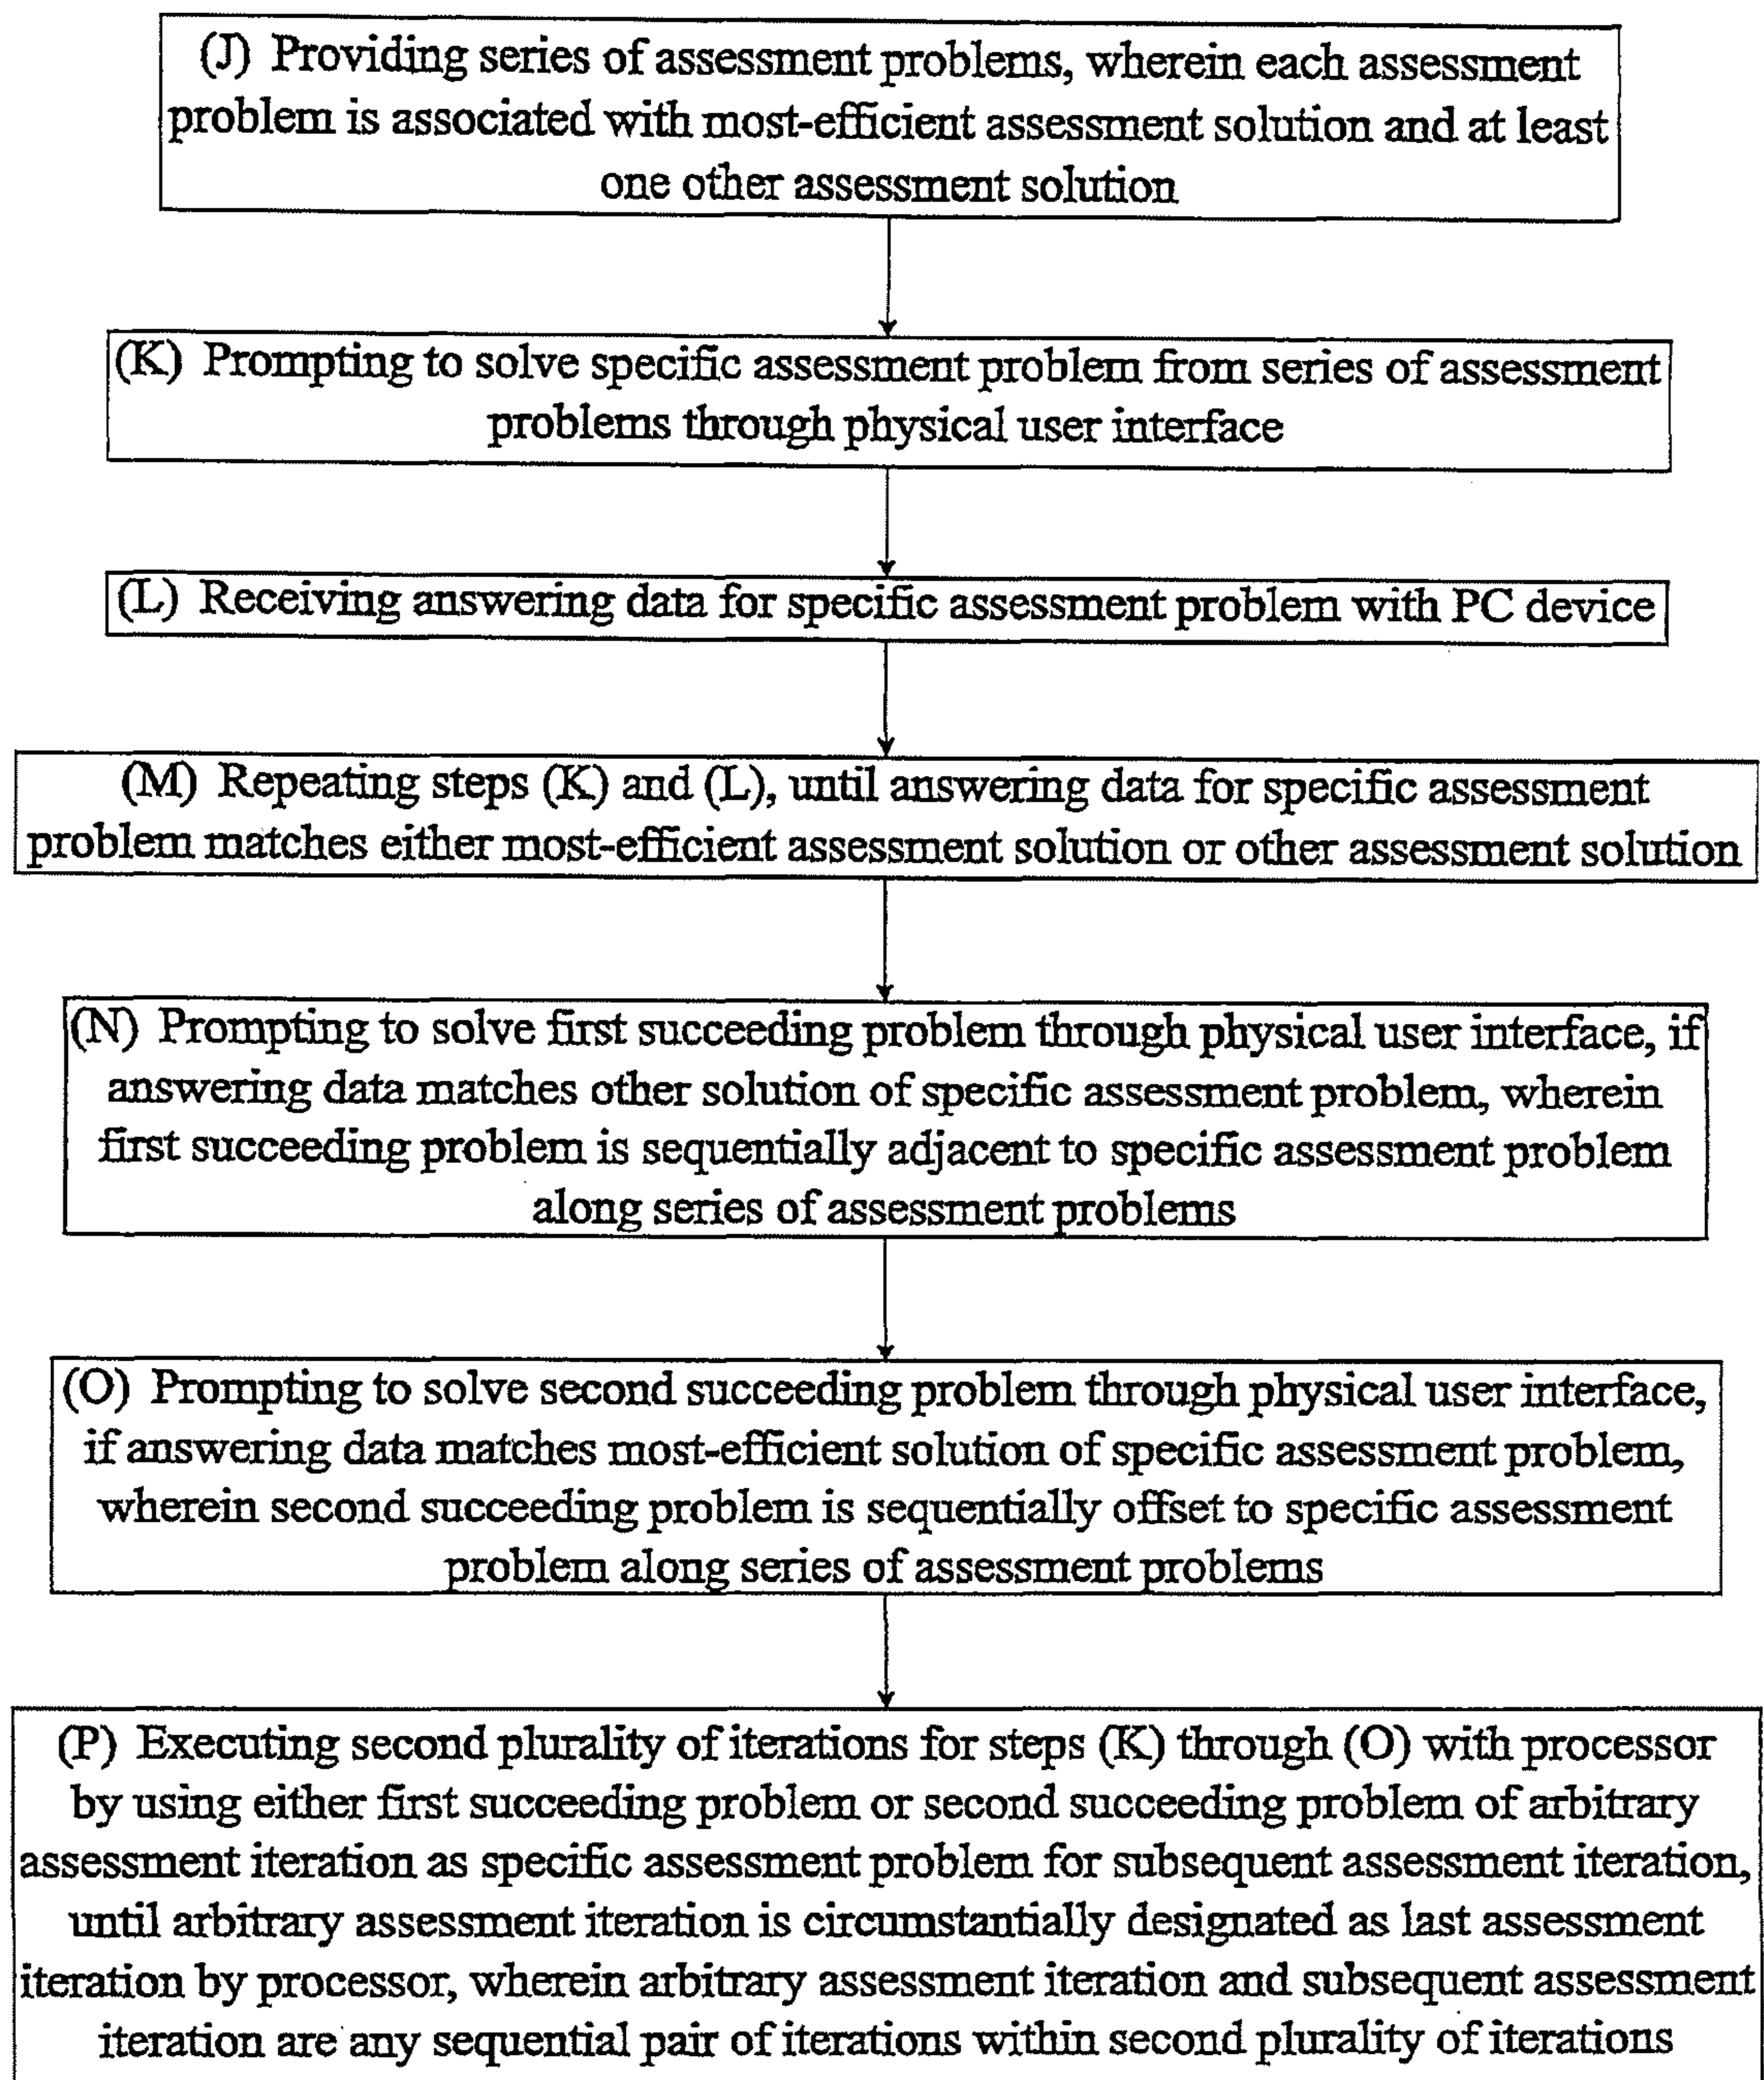 (J) Providing series of assessment problems, wherein each assessment
problem is associated with most-efficient assessment solution and at least
one other assessment solution
(K) Prompting to solve specific assessment problem from series of assessment
problems through physical user interface
(L) Receiving answering data for specific assessment problem with PC device
(M) Repeating steps (K) and (L), until answering data for specific assessment
problem matches either most-efficient assessment solution or other assessment solution
(N) Prompting to solve first succeeding problem through physical user interface, if
answering data matches other solution of specific assessment problem, wherein
first succeeding problem is sequentially adjacent to specific assessment problem
along series of assessment problems
(O) Prompting to solve second succeeding problem through physical user interface,
if answering data matches most-efficient solution of specific assessment problem,
wherein second succeeding problem is sequentially offset to specific assessment
problem along series of assessment problems
(P) Executing second plurality of iterations for steps (K) through (O) with processor
by using either first succeeding problem or second succeeding problem of arbitrary
assessment iteration as specific assessment problem for subsequent assessment iteration,
until arbitrary assessment iteration is circumstantially designated as last assessment
iteration by processor, wherein arbitrary assessment iteration and subsequent assessment
iteration are any sequential pair of iterations within second plurality of iterations